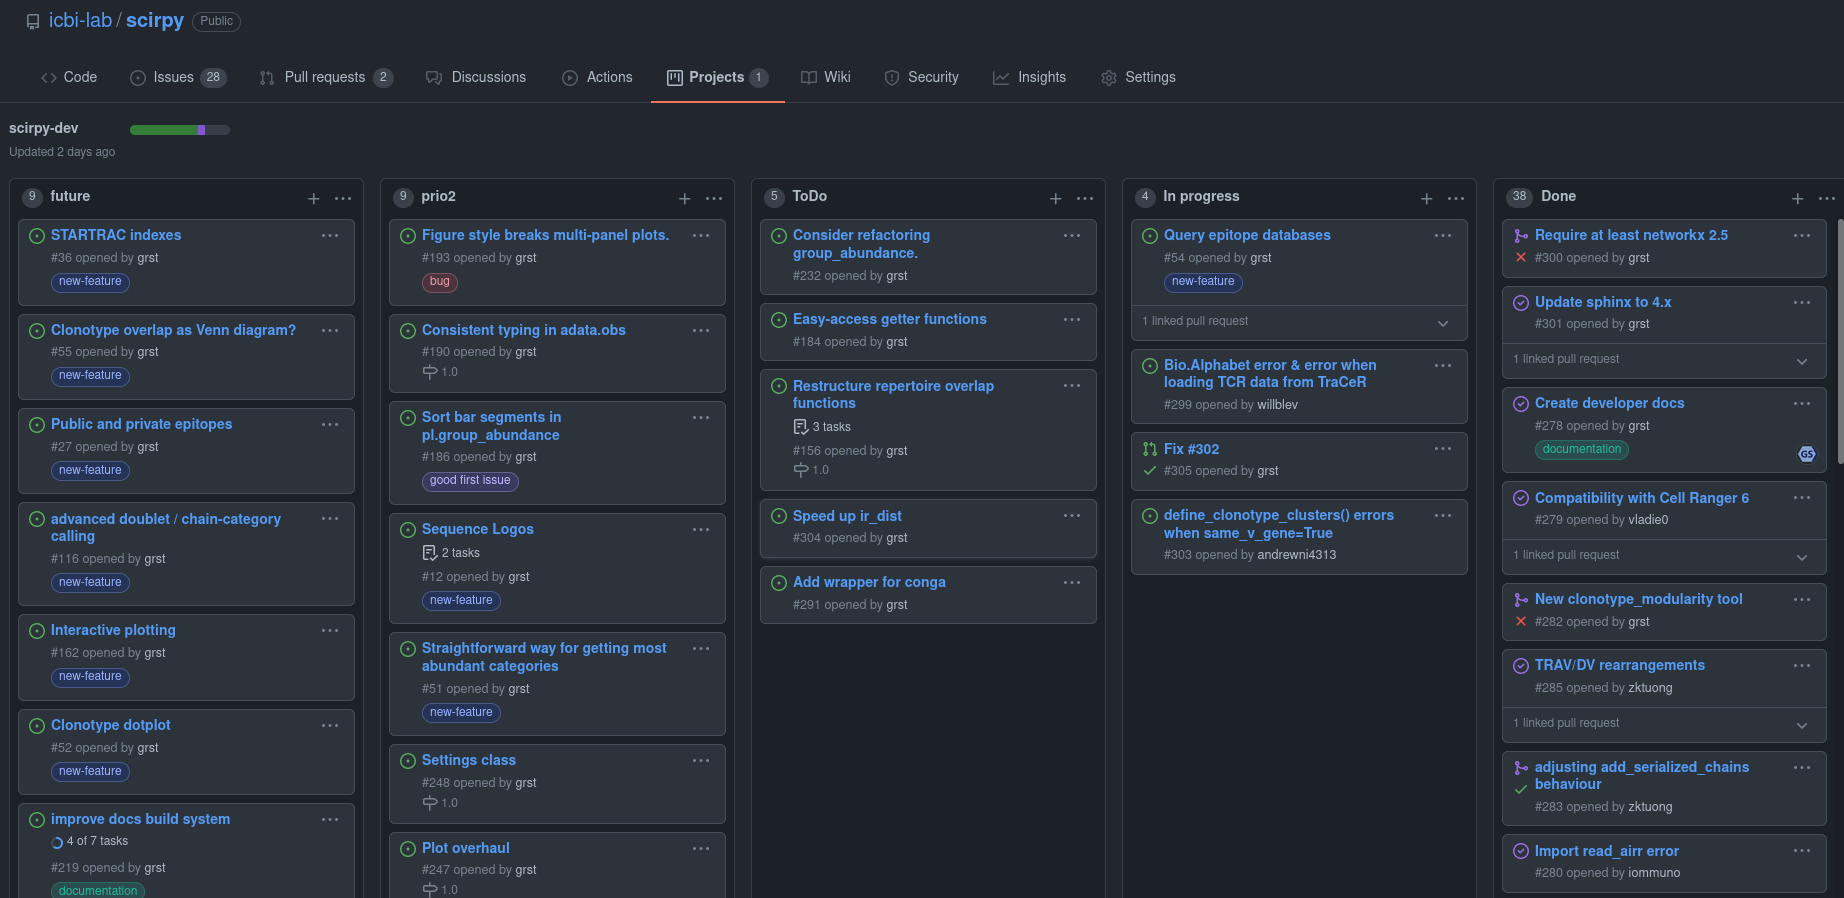 icbi-lab / scirpy Public
Code Issues 28 Pull requests 2 Discussions Actions Projects 1 Wiki Security Insights Settings
scirpy-dev
Updated 2 days ago
9 future
STARTRAC indexes
#36 opened by grst
new-feature
Clonotype overlap as Venn diagram?
#55 opened by grst
new-feature
Public and private epitopes
#27 opened by grst
new-feature
advanced doublet / chain-category
calling
#116 opened by grst
new-feature
Interactive plotting
#162 opened by grst
new-feature
Clonotype dotplot
#52 opened by grst
new-feature
improve docs build system
4 of 7 tasks
#219 opened by grst
documentation
9 prio2
Figure style breaks multi-panel plots.
#193 opened by grst
bug
Consistent typing in adata.obs
#190 opened by grst
1.0
Sort bar segments in
pl.group_abundance
#186 opened by grst
good first issue
Sequence Logos
2 tasks
#12 opened by grst
new-feature
Straightforward way for getting most
abundant categories
#51 opened by grst
new-feature
Settings class
#248 opened by grst
1.0
Plot overhaul
#247 opened by grst
1.0
5 ToDo
Consider refactoring
group_abundance.
#232 opened by grst
Easy-access getter functions
#184 opened by grst
Restructure repertoire overlap
functions
3 tasks
#156 opened by grst
1.0
Speed up ir_dist
#304 opened by grst
Add wrapper for conga
#291 opened by grst
4 In progress
Query epitope databases
#54 opened by grst
new-feature
1 linked pull request
Bio.Alphabet error & error when
loading TCR data from TraCeR
#299 opened by willblev
Fix #302
#305 opened by grst
define_clonotype_clusters() errors
when same_v_gene=True
#303 opened by andrewni4313
38 Done
Require at least networkx 2.5
#300 opened by grst
Update sphinx to 4.x
#301 opened by grst
1 linked pull request
Create developer docs
#278 opened by grst
documentation
GS
Compatibility with Cell Ranger 6
#279 opened by vladie0
1 linked pull request
New clonotype_modularity tool
#282 opened by grst
TRAV/DV rearrangements
#285 opened by zktuong
1 linked pull request
adjusting add_serialized_chains
behaviour
#283 opened by zktuong
Import read_airr error
#280 opened by iommuno